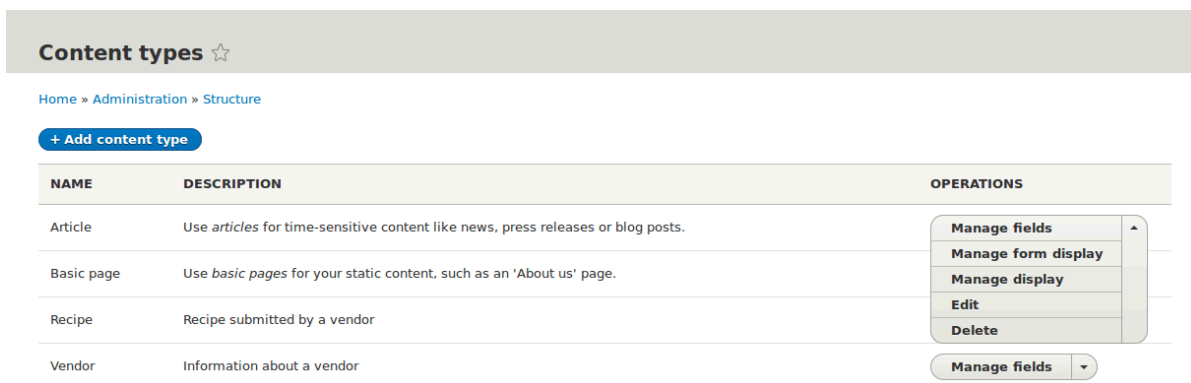 Content types
Home » Administration » Structure
+ Add content type
NAME DESCRIPTION OPERATIONS
Article Use articles for time-sensitive content like news, press releases or blog posts. Manage fields
Manage form display
Basic page Use basic pages for your static content, such as an 'About us' page. Manage display
Edit
Recipe Recipe submitted by a vendor
Delete
Vendor Information about a vendor Manage fields